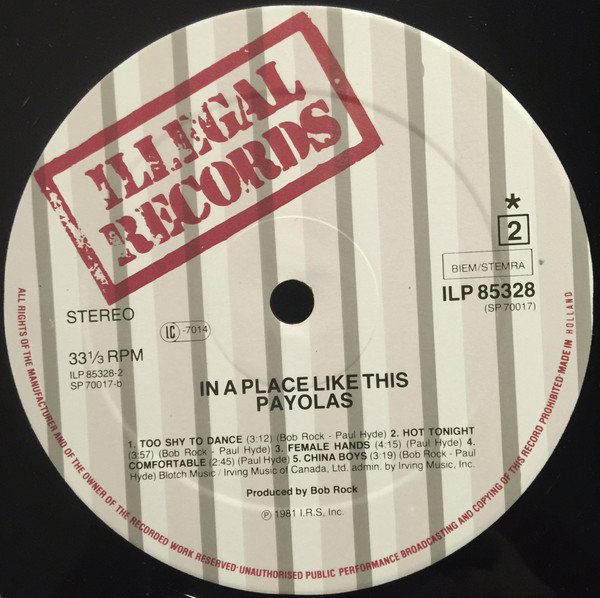 ILLEGAL
RECORDS
*
2
BIEM/STEMRA
ILP 85328
(SP 70017)
STEREO
LC-7014
33⅓ RPM
ILP 85328-2
SP 70017-b
IN A PLACE LIKE THIS
PAYOLAS
1. TOO SHY TO DANCE (3:12) (Bob Rock - Paul Hyde) 2. HOT TONIGHT
(3:57) (Bob Rock - Paul Hyde) 3. FEMALE HANDS (4:15) (Paul Hyde) 4.
COMFORTABLE (2:45) (Paul Hyde) 5. CHINA BOYS (3:19) (Bob Rock - Paul
Hyde) Blotch Music / Irving Music of Canada. Ltd. admin. by Irving Music, Inc.
Produced by Bob Rock
℗ 1981 I.R.S, Inc.
ALL RIGHTS OF THE MANUFACTURER AND OF THE OWNER OF THE RECORDED WORK RESERVED·UNAUTHORISED PUBLIC PERFORMANCE BROADCASTING AND COPYING OF THIS RECORD PROHIBITED·MADE IN HOLLAND